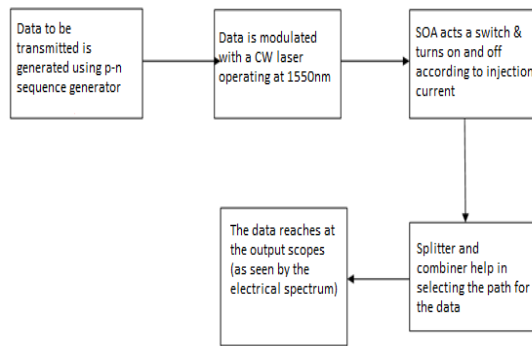 Data to be
transmitted is
generated using p-n
sequence generator
Data is modulated
with a CW laser
operating at 1550nm
SOA acts a switch &
turns on and off
according to injection
current
Splitter and
combiner help in
selecting the path for
the data
The data reaches at
the output scopes
(as seen by the
electrical spectrum)